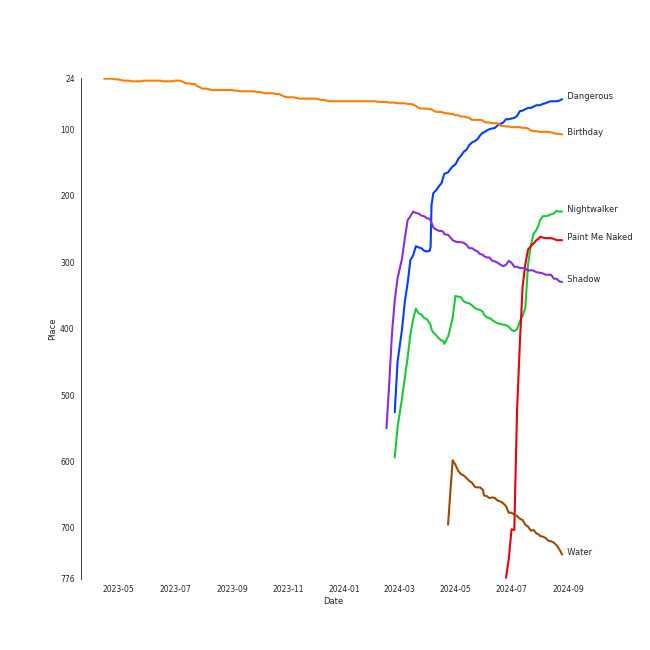 24
100
200
300
400
500
600
700
776
Place
2023-05
2023-07
2023-09
2023-11
2024-01
2024-03
2024-05
2024-07
2024-09
Date
Dangerous
Birthday
Nightwalker
Paint Me Naked
Shadow
Water